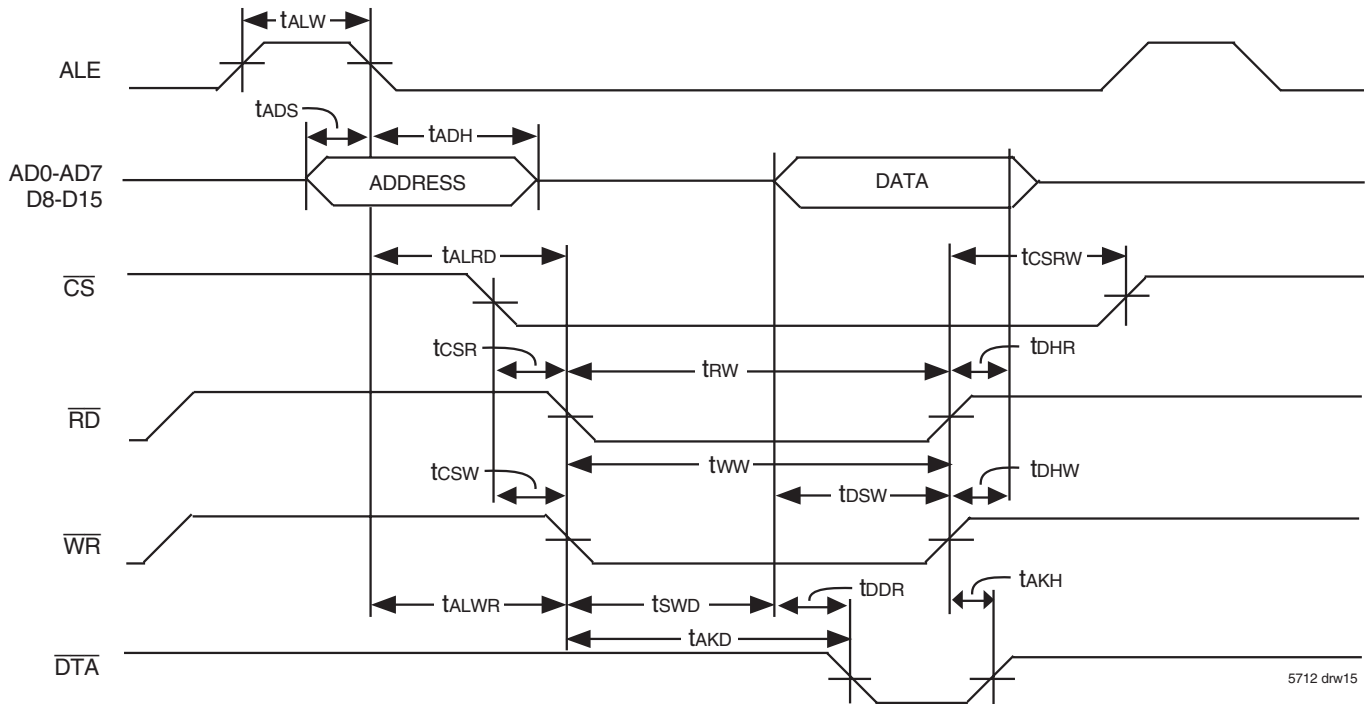 tALW
ALE
tADS
tADH
AD0-AD7
D8-D15
ADDRESS
DATA
tALRD
tCSRW
CS
tCSR
tRW
tDHR
RD
tCSW
tWW
tDHW
tDSW
WR
tALWR
tSWD
tDDR
tAKH
tAKD
DTA
5712 drw15